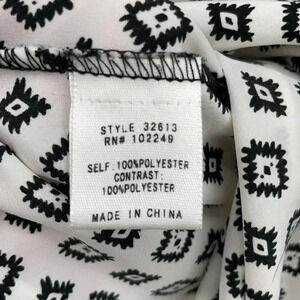 STYLE 32613
RN# 102249
SELF: 100%POLYESTER
CONTRAST:
100%POLYESTER
MADE IN CHINA